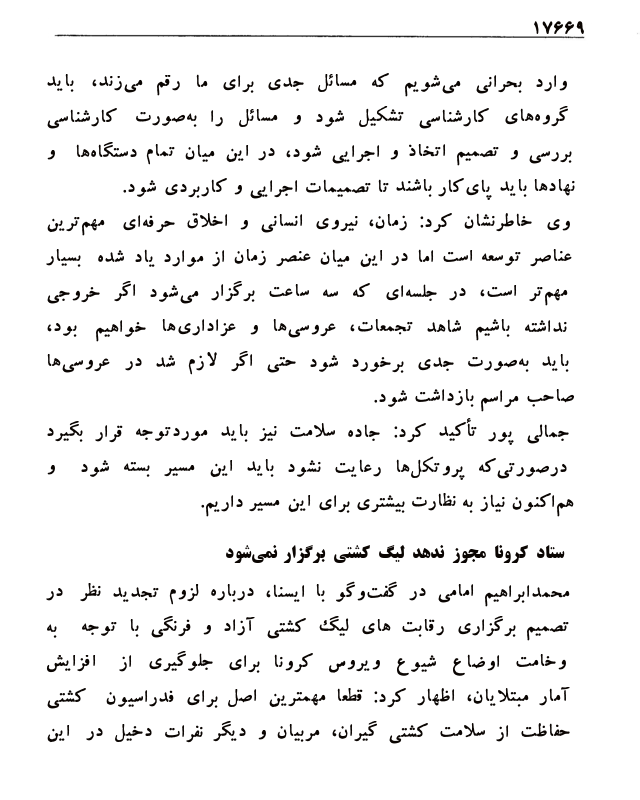 ۱۷۶۶۹
وارد بحرانی می‌شویم که مسائل جدی برای ما رقم می‌زند، باید
گروه‌های کارشناسی تشکیل شود و مسائل را به‌صورت کارشناسی
بررسی و تصمیم اتخاذ و اجرایی شود، در این میان تمام دستگاه‌ها و
نهادها باید پای‌کار باشند تا تصمیمات اجرایی و کاربردی شود.
وی خاطرنشان کرد: زمان، نیروی انسانی و اخلاق حرفه‌ای مهم‌ترین
عناصر توسعه است اما در این میان عنصر زمان از موارد یاد شده بسیار
مهم‌تر است، در جلسه‌ای که سه ساعت برگزار می‌شود اگر خروجی
نداشته باشیم شاهد تجمعات، عروسی‌ها و عزاداری‌ها خواهیم بود،
باید به‌صورت جدی برخورد شود حتی اگر لازم شد در عروسی‌ها
صاحب مراسم بازداشت شود.
جمالی پور تأکید کرد: جاده سلامت نیز باید موردتوجه قرار بگیرد
درصورتی‌که پروتکل‌ها رعایت نشود باید این مسیر بسته شود و
هم‌اکنون نیاز به نظارت بیشتری برای این مسیر داریم.
ستاد کرونا مجوز ندهد لیگ کشتی برگزار نمی‌شود
محمدابراهیم امامی در گفت‌وگو با ایسنا، درباره لزوم تجدید نظر در
تصمیم برگزاری رقابت های لیگ کشتی آزاد و فرنگی با توجه به
وخامت اوضاع شیوع ویروس کرونا برای جلوگیری از افزایش
آمار مبتلایان، اظهار کرد: قطعا مهمترین اصل برای فدراسیون کشتی
حفاظت از سلامت کشتی گیران، مربیان و دیگر نفرات دخیل در این